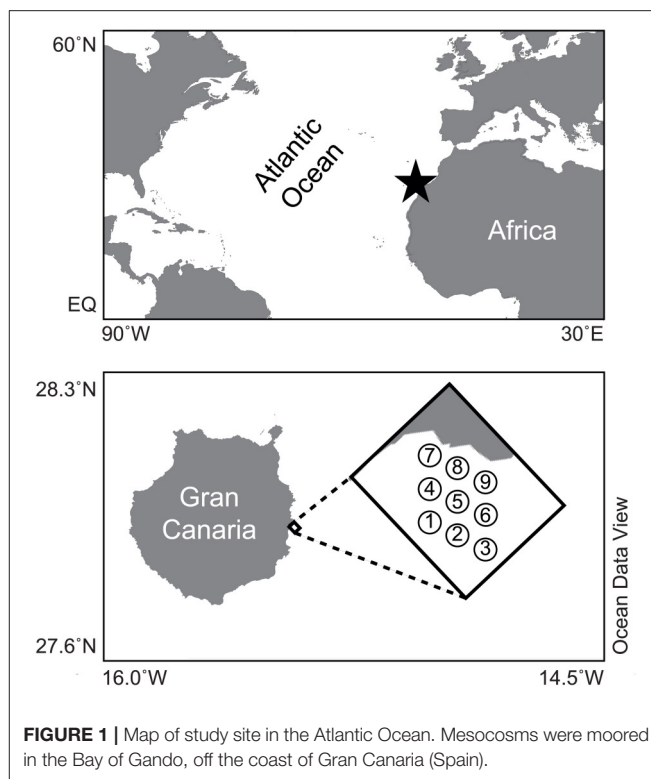 60˚N
Atlantic
Ocean
Africa
EQ
90˚W 30˚E
28.3˚N
Gran
Canaria
7
8
9
4
5
6
1
2
3
27.6˚N
16.0˚W 14.5˚W
Ocean Data View
FIGURE 1 | Map of study site in the Atlantic Ocean. Mesocosms were moored
in the Bay of Gando, off the coast of Gran Canaria (Spain).